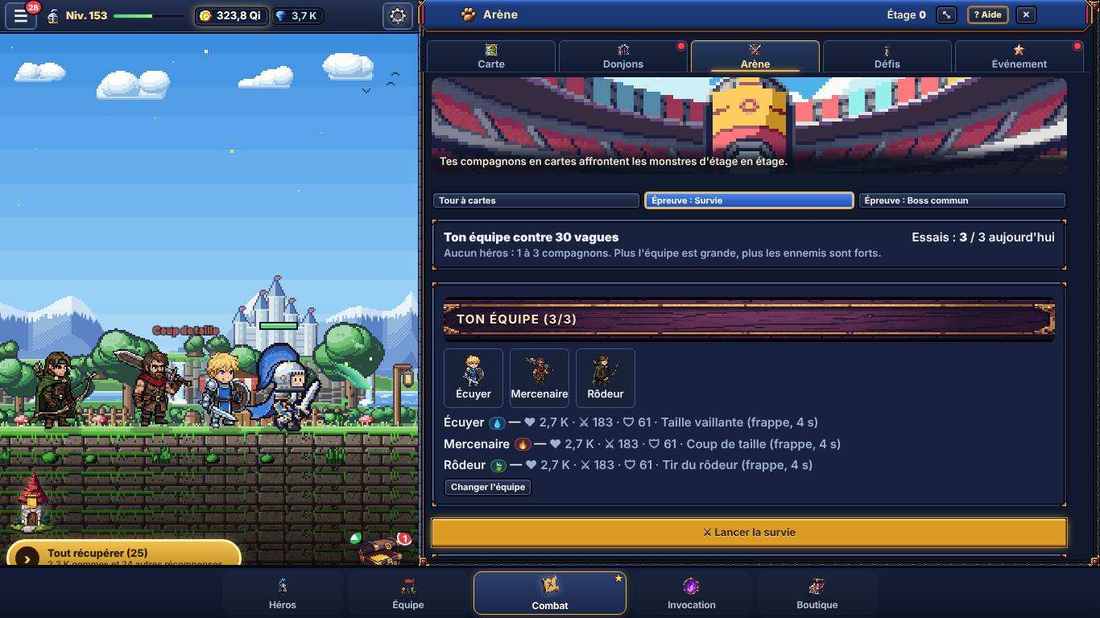 28
Niv. 153
323,8 Qi
3,7 K
Arène
Étage 0
? Aide
Carte
Donjons
Arène
Défis
Événement
Tes compagnons en cartes affrontent les monstres d'étage en étage.
Tour à cartes
Épreuve : Survie
Épreuve : Boss commun
Ton équipe contre 30 vagues
Essais : 3 / 3 aujourd'hui
Aucun héros : 1 à 3 compagnons. Plus l'équipe est grande, plus les ennemis sont forts.
TON ÉQUIPE (3/3)
Écuyer
Mercenaire
Rôdeur
Écuyer — 2,7 K · 183 · 61 · Taille vaillante (frappe, 4 s)
Mercenaire — 2,7 K · 183 · 61 · Coup de taille (frappe, 4 s)
Rôdeur — 2,7 K · 183 · 61 · Tir du rôdeur (frappe, 4 s)
Changer l'équipe
Lancer la survie
Coup de taille
Tout récupérer (25)
1
Héros
Équipe
Combat
Invocation
Boutique